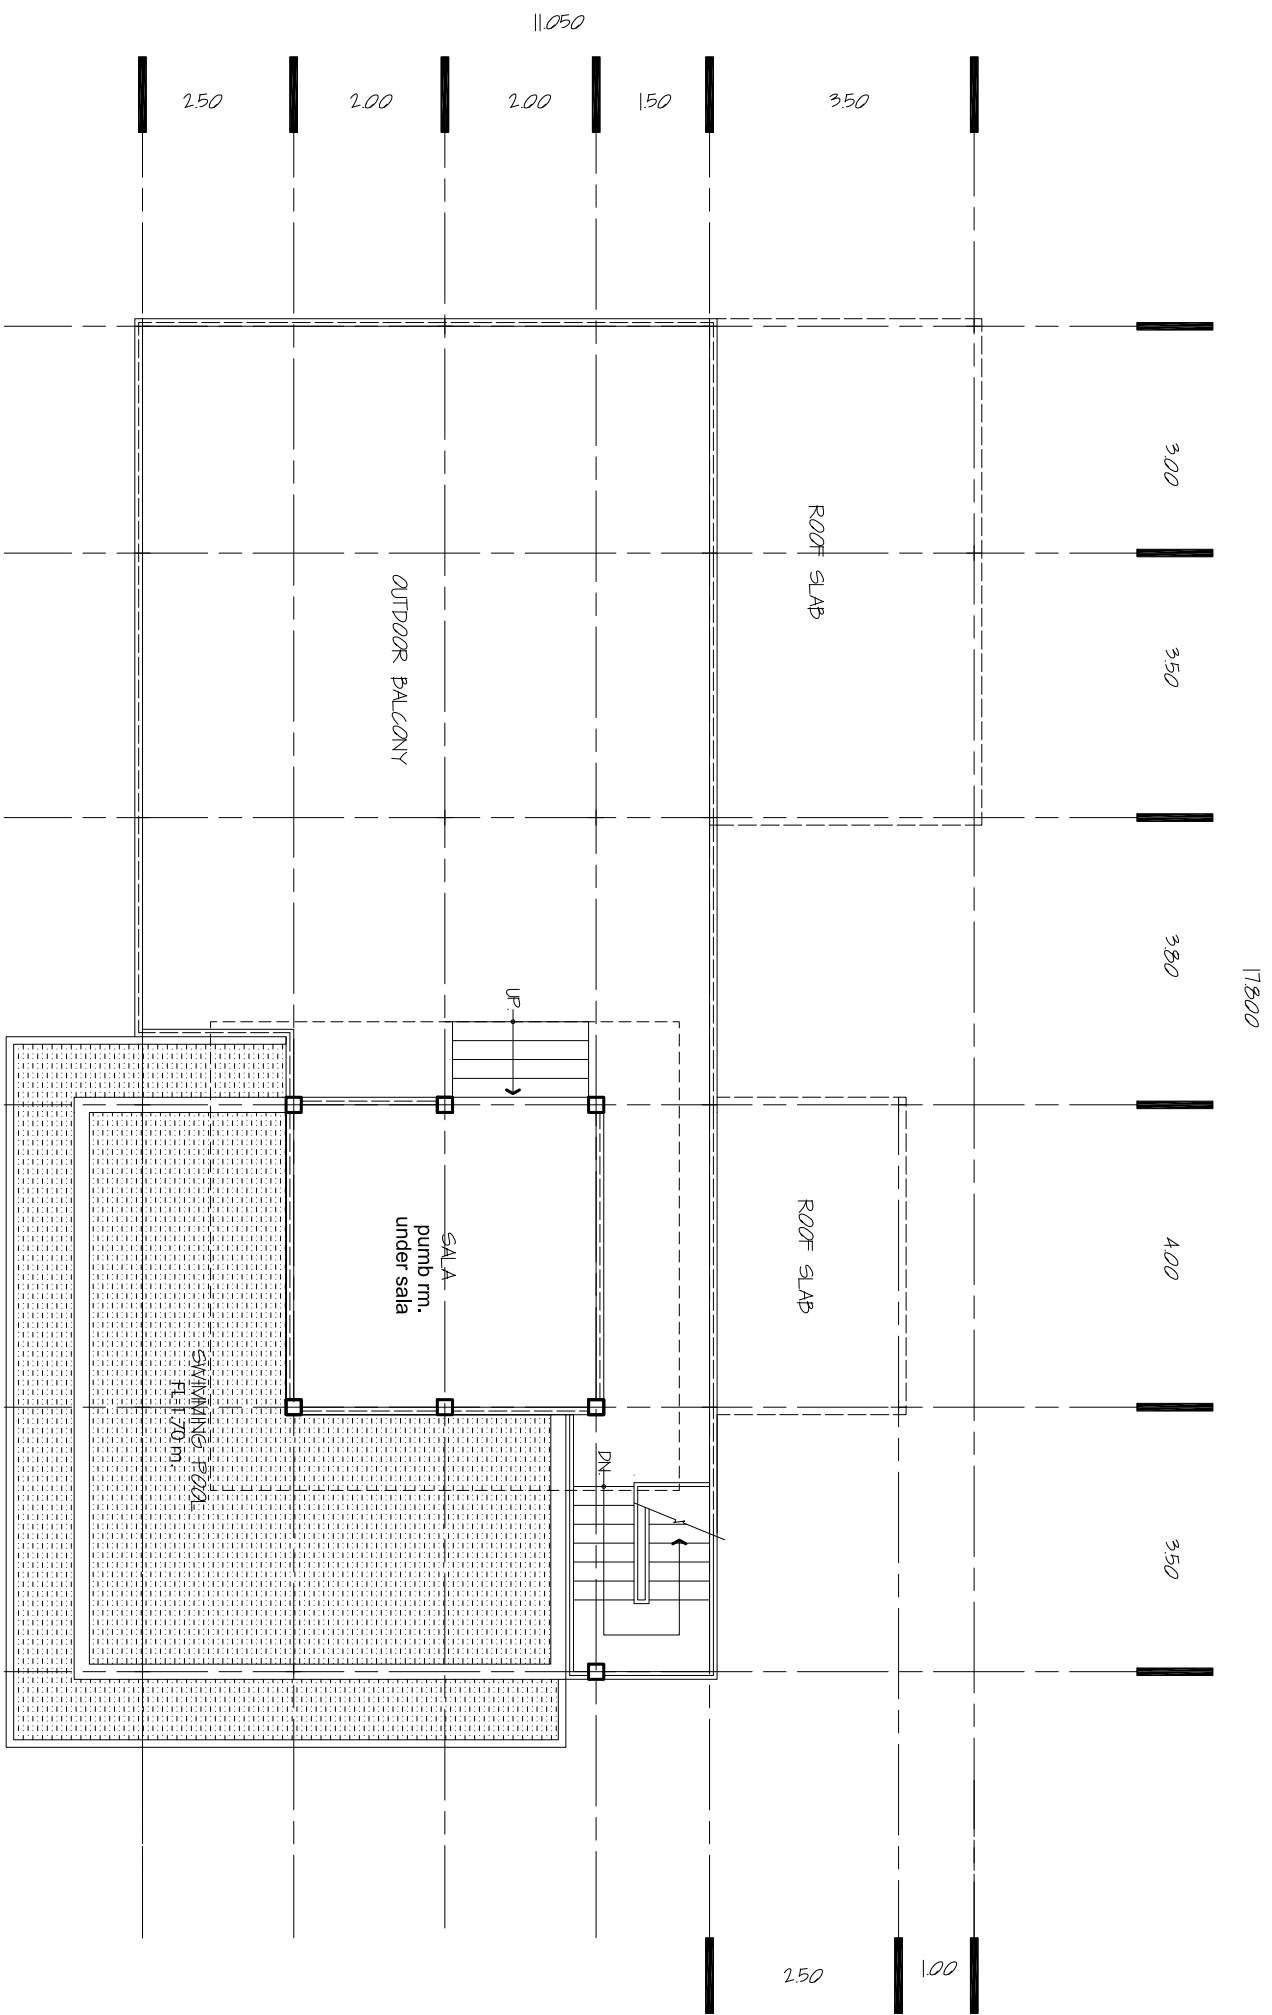 11.050
2.50
2.00
2.00
1.50
3.50
3.00
3.50
3.80
4.00
3.50
17.800
ROOF SLAB
OUTDOOR BALCONY
UP.
ROOF SLAB
SALA
pumb rm.
under sala
SWIMMING POOL
FL.-1.70 m.
DN.
2.50
1.00